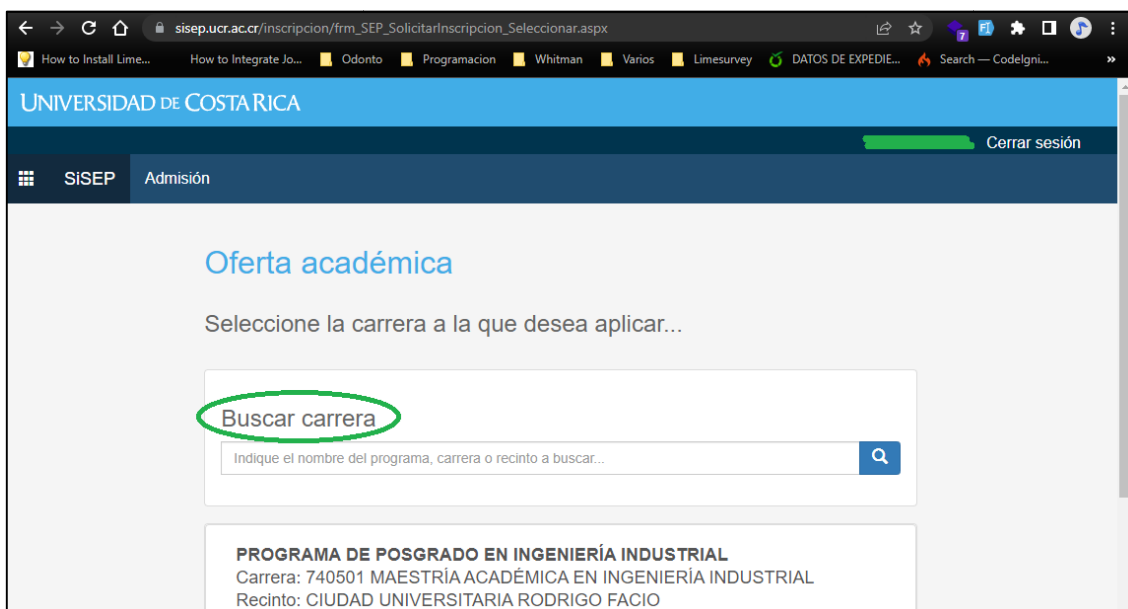 sisep.ucr.ac.cr/inscripcion/frm_SEP_SolicitarInscripcion_Seleccionar.aspx
7
FI
How to Install Lime... How to Integrate Jo... Odonto Programacion Whitman Varios Limesurvey DATOS DE EXPEDIE... Search — CodeIgni... »
UNIVERSIDAD DE COSTA RICA
Cerrar sesión
SiSEP Admisión
Oferta académica
Seleccione la carrera a la que desea aplicar...
Buscar carrera
Indique el nombre del programa, carrera o recinto a buscar...
PROGRAMA DE POSGRADO EN INGENIERÍA INDUSTRIAL
Carrera: 740501 MAESTRÍA ACADÉMICA EN INGENIERÍA INDUSTRIAL
Recinto: CIUDAD UNIVERSITARIA RODRIGO FACIO